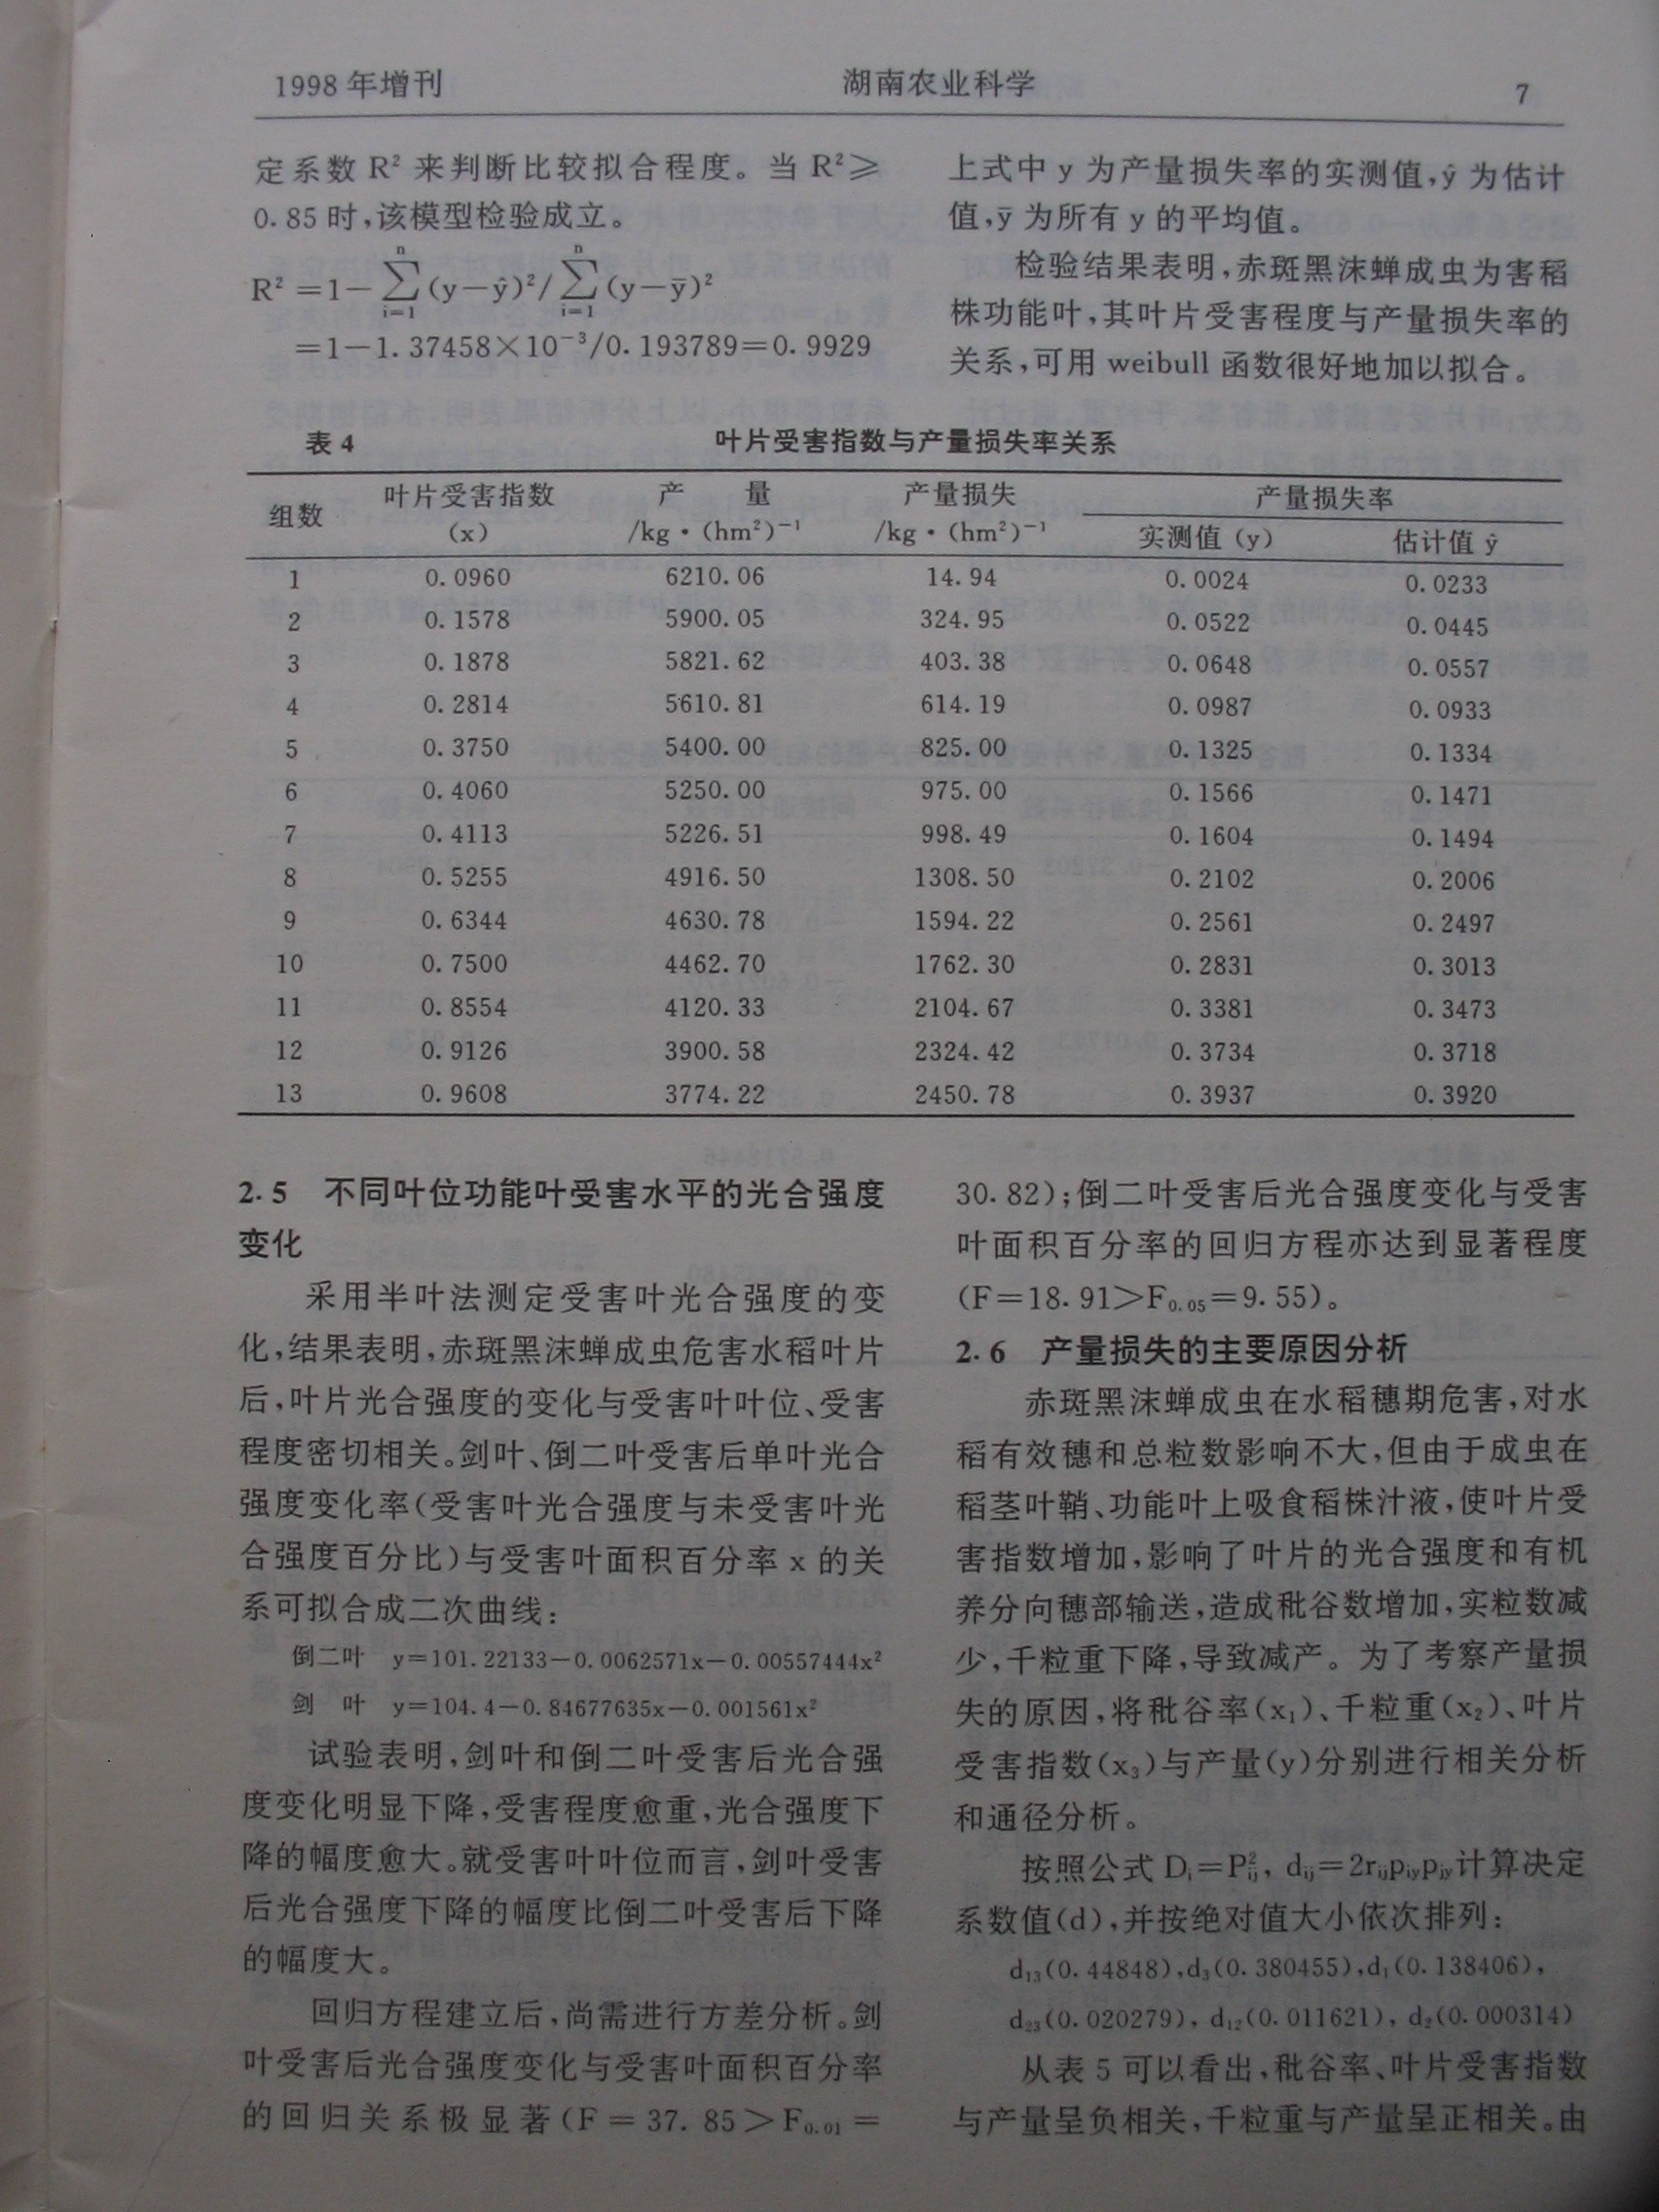 1998年增刊 湖南农业科学 7
定系数 R² 来判断比较拟合程度。当 R²≥
0.85时,该模型检验成立。
R²=1-∑ⁿᵢ₌₁(y-ŷ)²/∑ⁿᵢ₌₁(y-ȳ)²
=1-1.37458×10⁻³/0.193789=0.9929
上式中 y 为产量损失率的实测值,ŷ 为估计
值,ȳ 为所有 y 的平均值。
检验结果表明,赤斑黑沫蝉成虫为害稻
株功能叶,其叶片受害程度与产量损失率的
关系,可用 weibull 函数很好地加以拟合。
表4 叶片受害指数与产量损失率关系
组数 叶片受害指数 (x) 产 量 /kg·(hm²)⁻¹ 产量损失 /kg·(hm²)⁻¹ 产量损失率
实测值 (y) 估计值 ŷ
1 0.0960 6210.06 14.94 0.0024 0.0233
2 0.1578 5900.05 324.95 0.0522 0.0445
3 0.1878 5821.62 403.38 0.0648 0.0557
4 0.2814 5610.81 614.19 0.0987 0.0933
5 0.3750 5400.00 825.00 0.1325 0.1334
6 0.4060 5250.00 975.00 0.1566 0.1471
7 0.4113 5226.51 998.49 0.1604 0.1494
8 0.5255 4916.50 1308.50 0.2102 0.2006
9 0.6344 4630.78 1594.22 0.2561 0.2497
10 0.7500 4462.70 1762.30 0.2831 0.3013
11 0.8554 4120.33 2104.67 0.3381 0.3473
12 0.9126 3900.58 2324.42 0.3734 0.3718
13 0.9608 3774.22 2450.78 0.3937 0.3920
2.5 不同叶位功能叶受害水平的光合强度
变化
采用半叶法测定受害叶光合强度的变
化,结果表明,赤斑黑沫蝉成虫危害水稻叶片
后,叶片光合强度的变化与受害叶叶位、受害
程度密切相关。剑叶、倒二叶受害后单叶光合
强度变化率(受害叶光合强度与未受害叶光
合强度百分比)与受害叶面积百分率 x 的关
系可拟合成二次曲线:
倒二叶 y=101.22133-0.0062571x-0.00557444x²
剑 叶 y=104.4-0.84677635x-0.001561x²
试验表明,剑叶和倒二叶受害后光合强
度变化明显下降,受害程度愈重,光合强度下
降的幅度愈大。就受害叶叶位而言,剑叶受害
后光合强度下降的幅度比倒二叶受害后下降
的幅度大。
回归方程建立后,尚需进行方差分析。剑
叶受害后光合强度变化与受害叶面积百分率
的回归关系极显著(F=37.85>F₀.₀₁=
30.82);倒二叶受害后光合强度变化与受害
叶面积百分率的回归方程亦达到显著程度
(F=18.91>F₀.₀₅=9.55)。
2.6 产量损失的主要原因分析
赤斑黑沫蝉成虫在水稻穗期危害,对水
稻有效穗和总粒数影响不大,但由于成虫在
稻茎叶鞘、功能叶上吸食稻株汁液,使叶片受
害指数增加,影响了叶片的光合强度和有机
养分向穗部输送,造成秕谷数增加,实粒数减
少,千粒重下降,导致减产。为了考察产量损
失的原因,将秕谷率(x₁)、千粒重(x₂)、叶片
受害指数(x₃)与产量(y)分别进行相关分析
和通径分析。
按照公式 Dᵢ=P²ᵢⱼ, dᵢⱼ=2rᵢⱼpᵢypⱼy计算决定
系数值(d),并按绝对值大小依次排列:
d₁₃(0.44848),d₃(0.380455),d₁(0.138406),
d₂₃(0.020279), d₁₂(0.011621), d₂(0.000314)
从表 5 可以看出,秕谷率、叶片受害指数
与产量呈负相关,千粒重与产量呈正相关。由